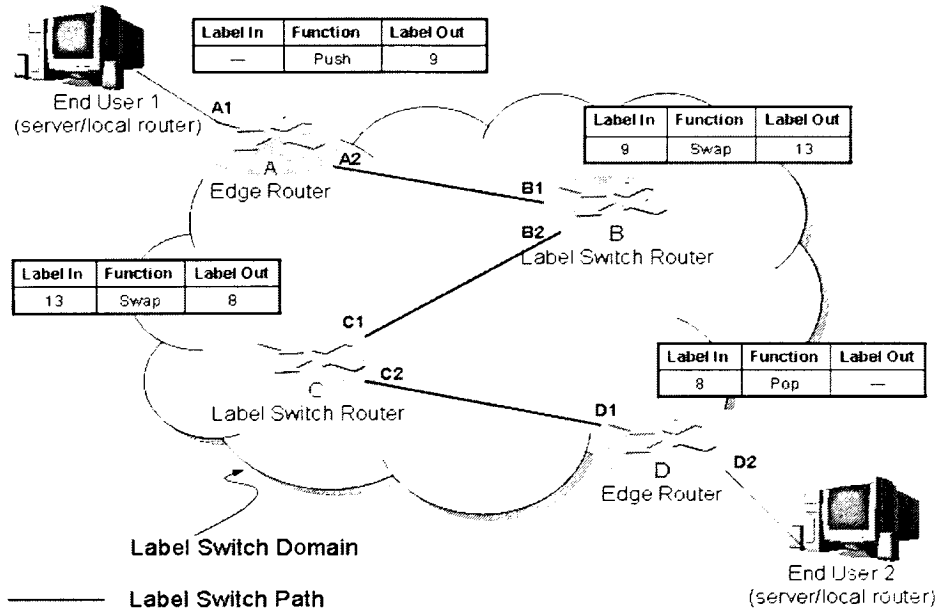 Label In Function Label Out
— Push 9
End User 1
(server/local router)
A1
A
A2
Edge Router
Label In Function Label Out
9 Swap 13
B1
B2
B
Label Switch Router
Label In Function Label Out
13 Swap 8
C1
C2
C
Label Switch Router
Label In Function Label Out
8 Pop —
D1
D
D2
Edge Router
Label Switch Domain
Label Switch Path
End User 2
(server/local router)